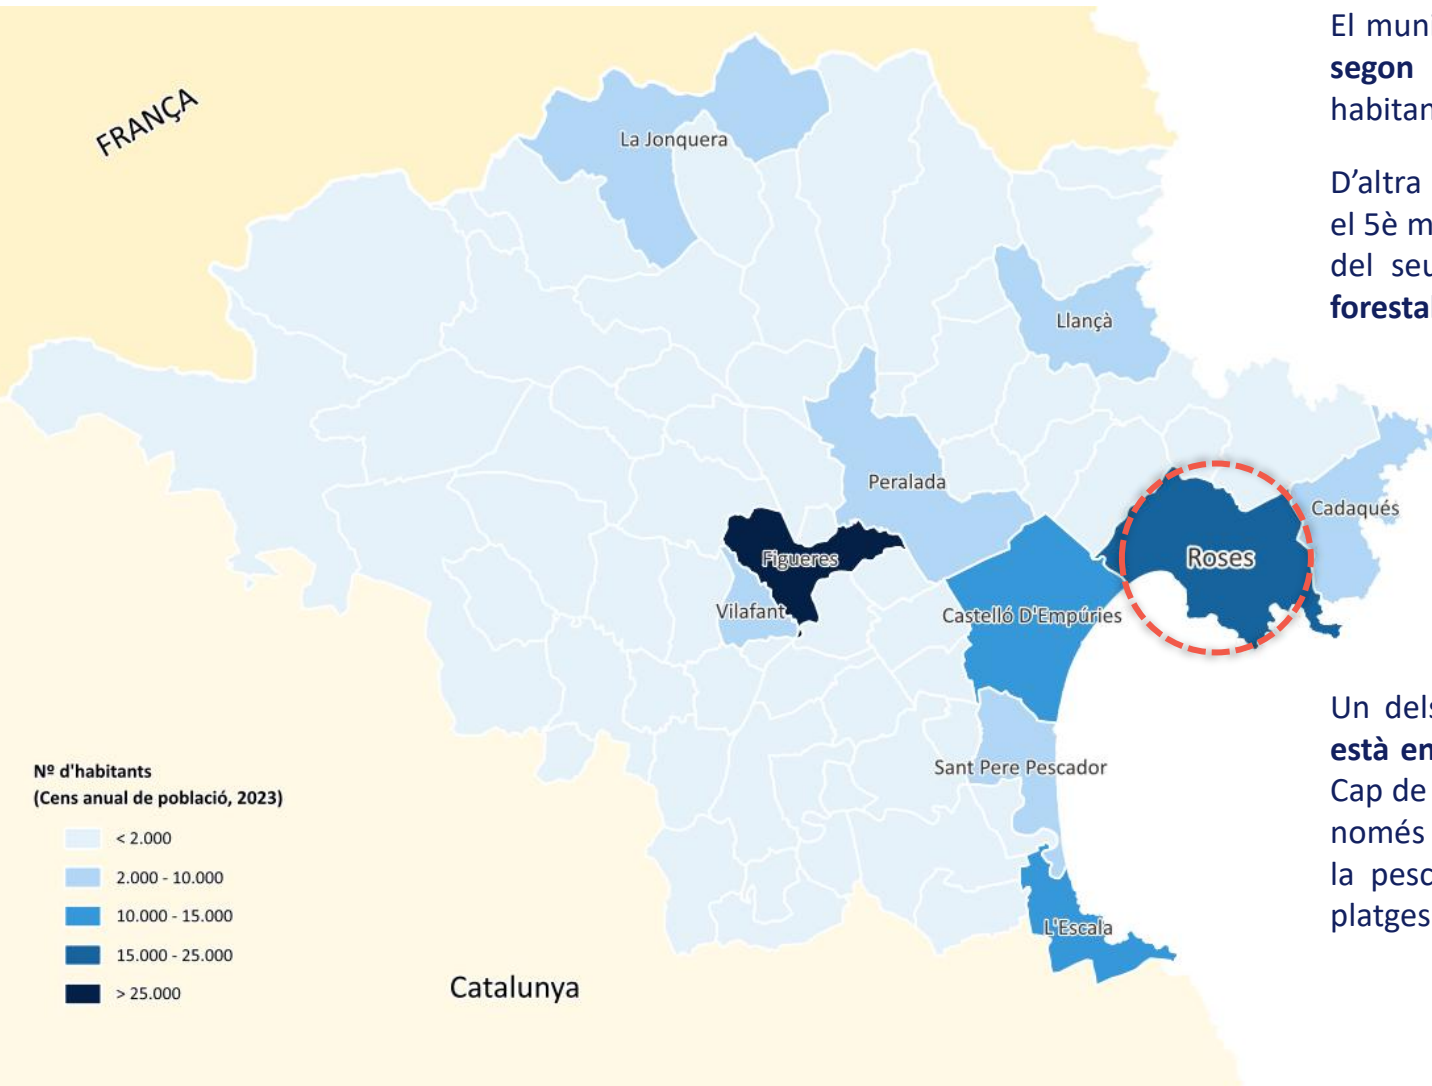 FRANÇA
La Jonquera
Llançà
Peralada
Cadaqués
Figueres
Roses
Vilafant
Castelló D'Empúries
Sant Pere Pescador
L'Escala
Catalunya
Nº d'habitants
(Cens anual de població, 2023)
< 2.000
2.000 - 10.000
10.000 - 15.000
15.000 - 25.000
> 25.000
El muni
segon
habitan
D'altra
el 5è m
del seu
forestal
Un dels
està en
Cap de
només
la pesc
platges